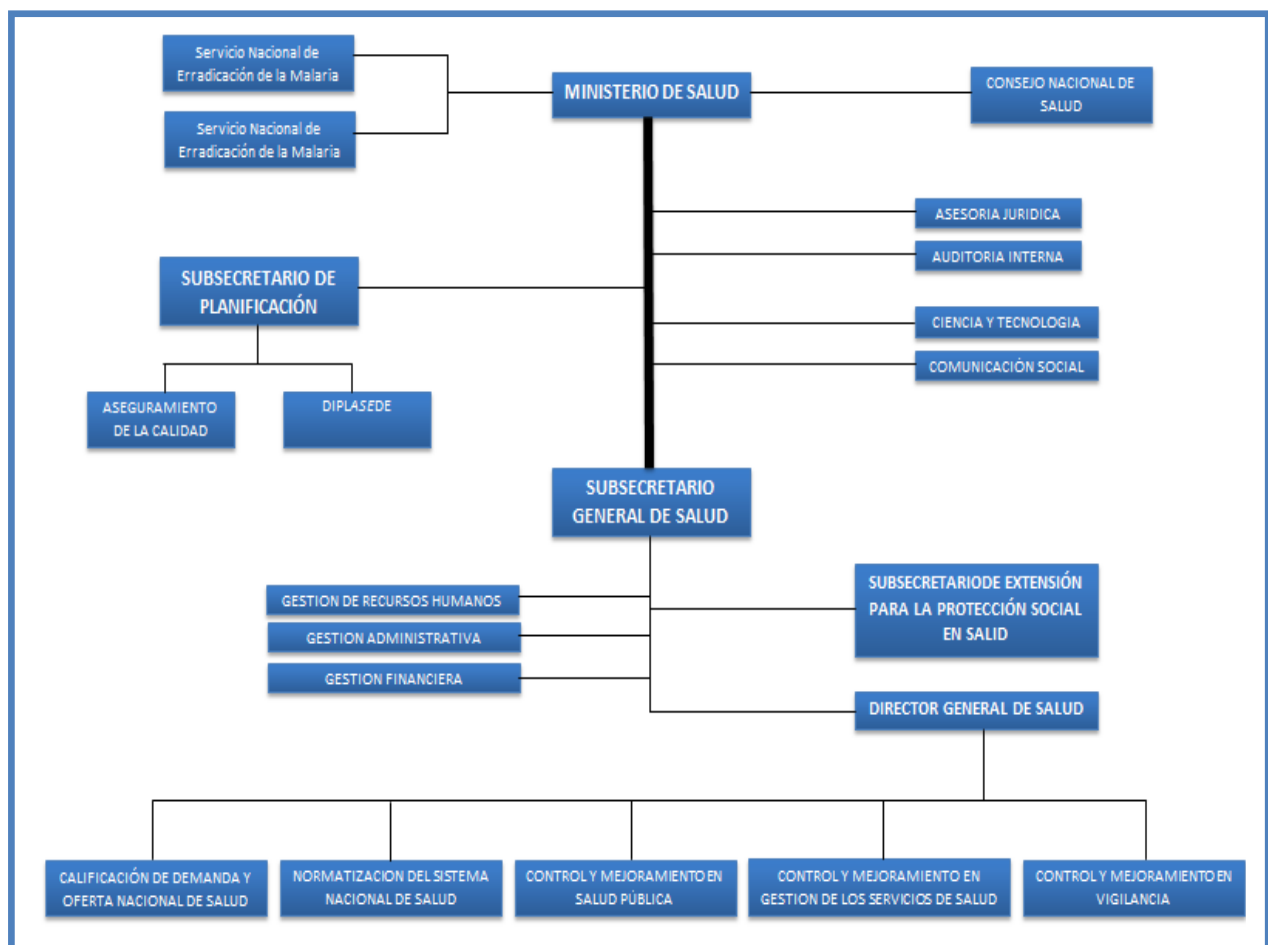 Servicio Nacional de
Erradicación de la Malaria
MINISTERIO DE SALUD
CONSEJO NACIONAL DE
SALUD
Servicio Nacional de
Erradicación de la Malaria
ASESORIA JURIDICA
AUDITORIA INTERNA
SUBSECRETARIO DE
PLANIFICACIÓN
CIENCIA Y TECNOLOGIA
COMUNICACIÓN SOCIAL
ASEGURAMIENTO
DE LA CALIDAD
DIPLASEDE
SUBSECRETARIO
GENERAL DE SALUD
GESTION DE RECURSOS HUMANOS
GESTION ADMINISTRATIVA
GESTION FINANCIERA
SUBSECRETARIODE EXTENSIÓN
PARA LA PROTECCIÓN SOCIAL
EN SALID
DIRECTOR GENERAL DE SALUD
CALIFICACIÓN DE DEMANDA Y
OFERTA NACIONAL DE SALUD
NORMATIZACION DEL SISTEMA
NACIONAL DE SALUD
CONTROL Y MEJORAMIENTO EN
SALUD PÚBLICA
CONTROL Y MEJORAMIENTO EN
GESTION DE LOS SERVICIOS DE SALUD
CONTROL Y MEJORAMIENTO EN
VIGILANCIA